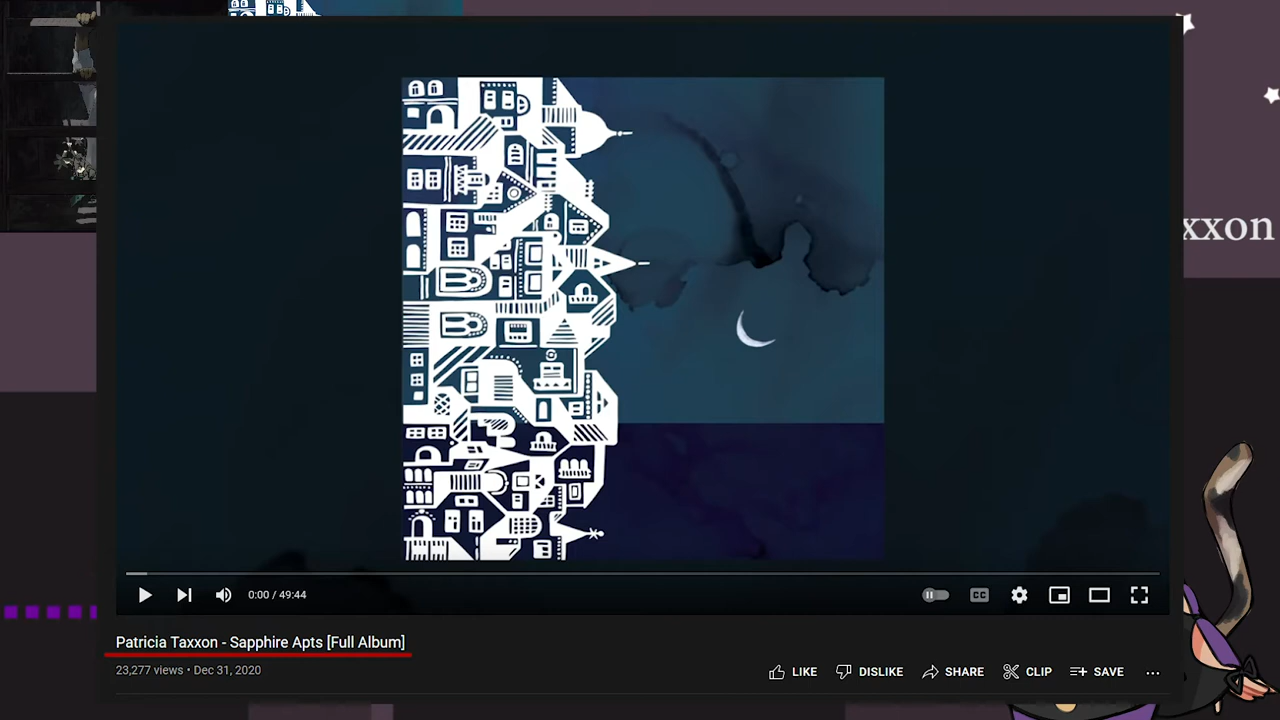 xxon
0:00 / 49:44
CC
Patricia Taxxon - Sapphire Apts [Full Album]
23,277 views • Dec 31, 2020
LIKE
DISLIKE
SHARE
CLIP
SAVE